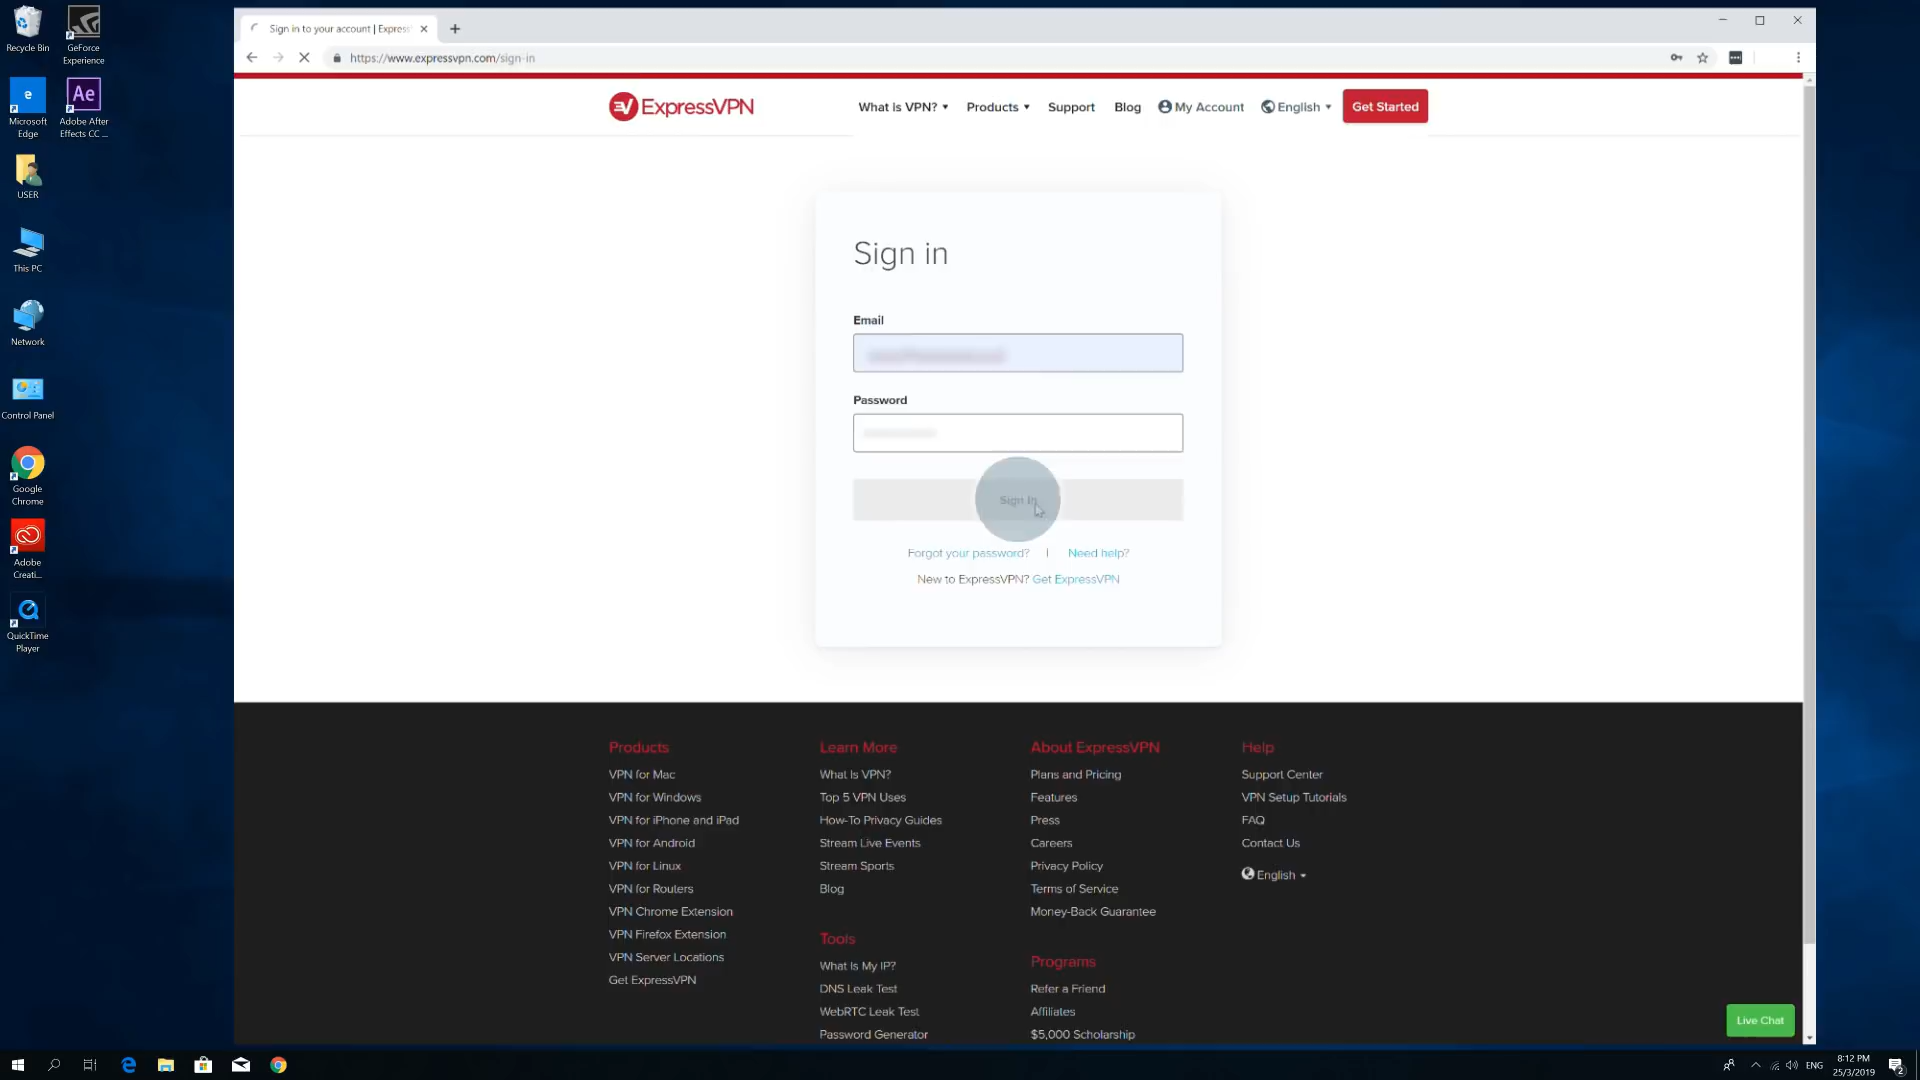 Recycle Bin
GeForce
Experience
Microsoft
Edge
Ae
Adobe After
Effects CC ...
USER
This PC
Network
Control Panel
Google
Chrome
Adobe
Creati...
QuickTime
Player
Sign in to your account | Express
https://www.expressvpn.com/sign-in
ExpressVPN
What is VPN?
Products
Support
Blog
My Account
English
Get Started
Sign in
Email
Password
Sign In
Forgot your password? | Need help?
New to ExpressVPN? Get ExpressVPN
Products
VPN for Mac
VPN for Windows
VPN for iPhone and iPad
VPN for Android
VPN for Linux
VPN for Routers
VPN Chrome Extension
VPN Firefox Extension
VPN Server Locations
Get ExpressVPN
Learn More
What Is VPN?
Top 5 VPN Uses
How-To Privacy Guides
Stream Live Events
Stream Sports
Blog
Tools
What Is My IP?
DNS Leak Test
WebRTC Leak Test
Password Generator
About ExpressVPN
Plans and Pricing
Features
Press
Careers
Privacy Policy
Terms of Service
Money-Back Guarantee
Programs
Refer a Friend
Affiliates
$5,000 Scholarship
Help
Support Center
VPN Setup Tutorials
FAQ
Contact Us
English
Live Chat
ENG
8:12 PM
25/3/2019
2